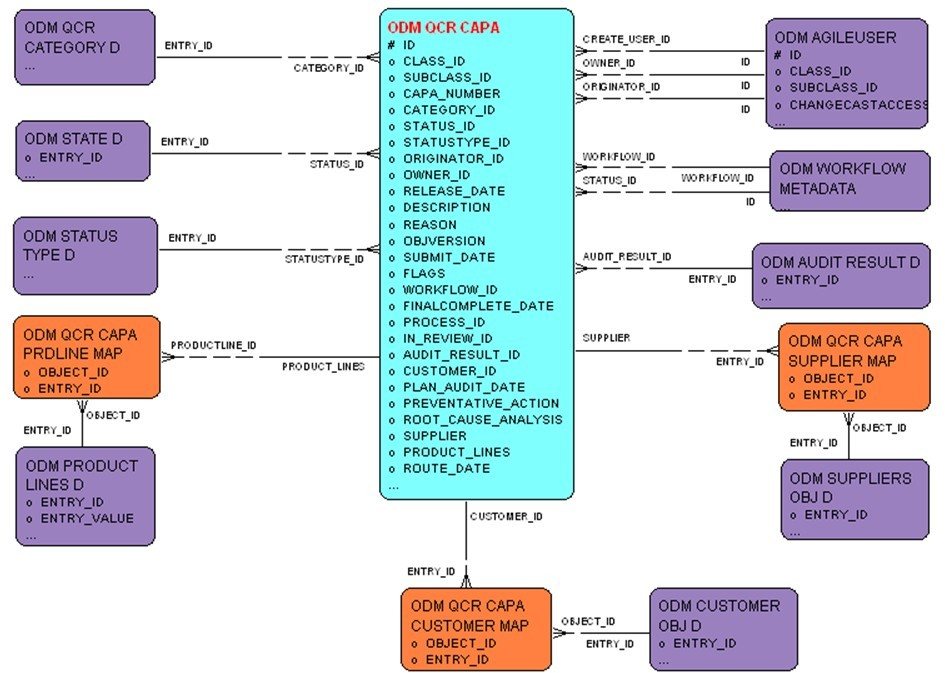 ODM QCR
CATEGORY D
...
ENTRY_ID
CATEGORY_ID
ODM STATE D
o ENTRY_ID
...
ENTRY_ID
STATUS_ID
ODM STATUS
TYPE D
...
ENTRY_ID
STATUSTYPE_ID
ODM QCR CAPA
PRDLINE MAP
o OBJECT_ID
o ENTRY_ID
PRODUCTLINE_ID
PRODUCT_LINES
OBJECT_ID
ENTRY_ID
ODM PRODUCT
LINES D
o ENTRY_ID
o ENTRY_VALUE
...
ODM QCR CAPA
# ID
o CLASS_ID
o SUBCLASS_ID
o CAPA_NUMBER
o CATEGORY_ID
o STATUS_ID
o STATUSTYPE_ID
o ORIGINATOR_ID
o OWNER_ID
o RELEASE_DATE
o DESCRIPTION
o REASON
o OBJVERSION
o SUBMIT_DATE
o FLAGS
o WORKFLOW_ID
o FINALCOMPLETE_DATE
o PROCESS_ID
o IN_REVIEW_ID
o AUDIT_RESULT_ID
o CUSTOMER_ID
o PLAN_AUDIT_DATE
o PREVENTATIVE_ACTION
o ROOT_CAUSE_ANALYSIS
o SUPPLIER
o PRODUCT_LINES
o ROUTE_DATE
...
CREATE_USER_ID
ID
OWNER_ID
ID
ORIGINATOR_ID
ID
ODM AGILEUSER
# ID
o CLASS_ID
o SUBCLASS_ID
o CHANGECASTACCESS
...
WORKFLOW_ID
WORKFLOW_ID
STATUS_ID
ID
ODM WORKFLOW
METADATA
...
AUDIT_RESULT_ID
ENTRY_ID
ODM AUDIT RESULT D
o ENTRY_ID
...
SUPPLIER
ENTRY_ID
ODM QCR CAPA
SUPPLIER MAP
o OBJECT_ID
o ENTRY_ID
OBJECT_ID
ENTRY_ID
ODM SUPPLIERS
OBJ D
o ENTRY_ID
...
CUSTOMER_ID
ENTRY_ID
ODM QCR CAPA
CUSTOMER MAP
o OBJECT_ID
o ENTRY_ID
OBJECT_ID
ENTRY_ID
ODM CUSTOMER
OBJ D
o ENTRY_ID
...